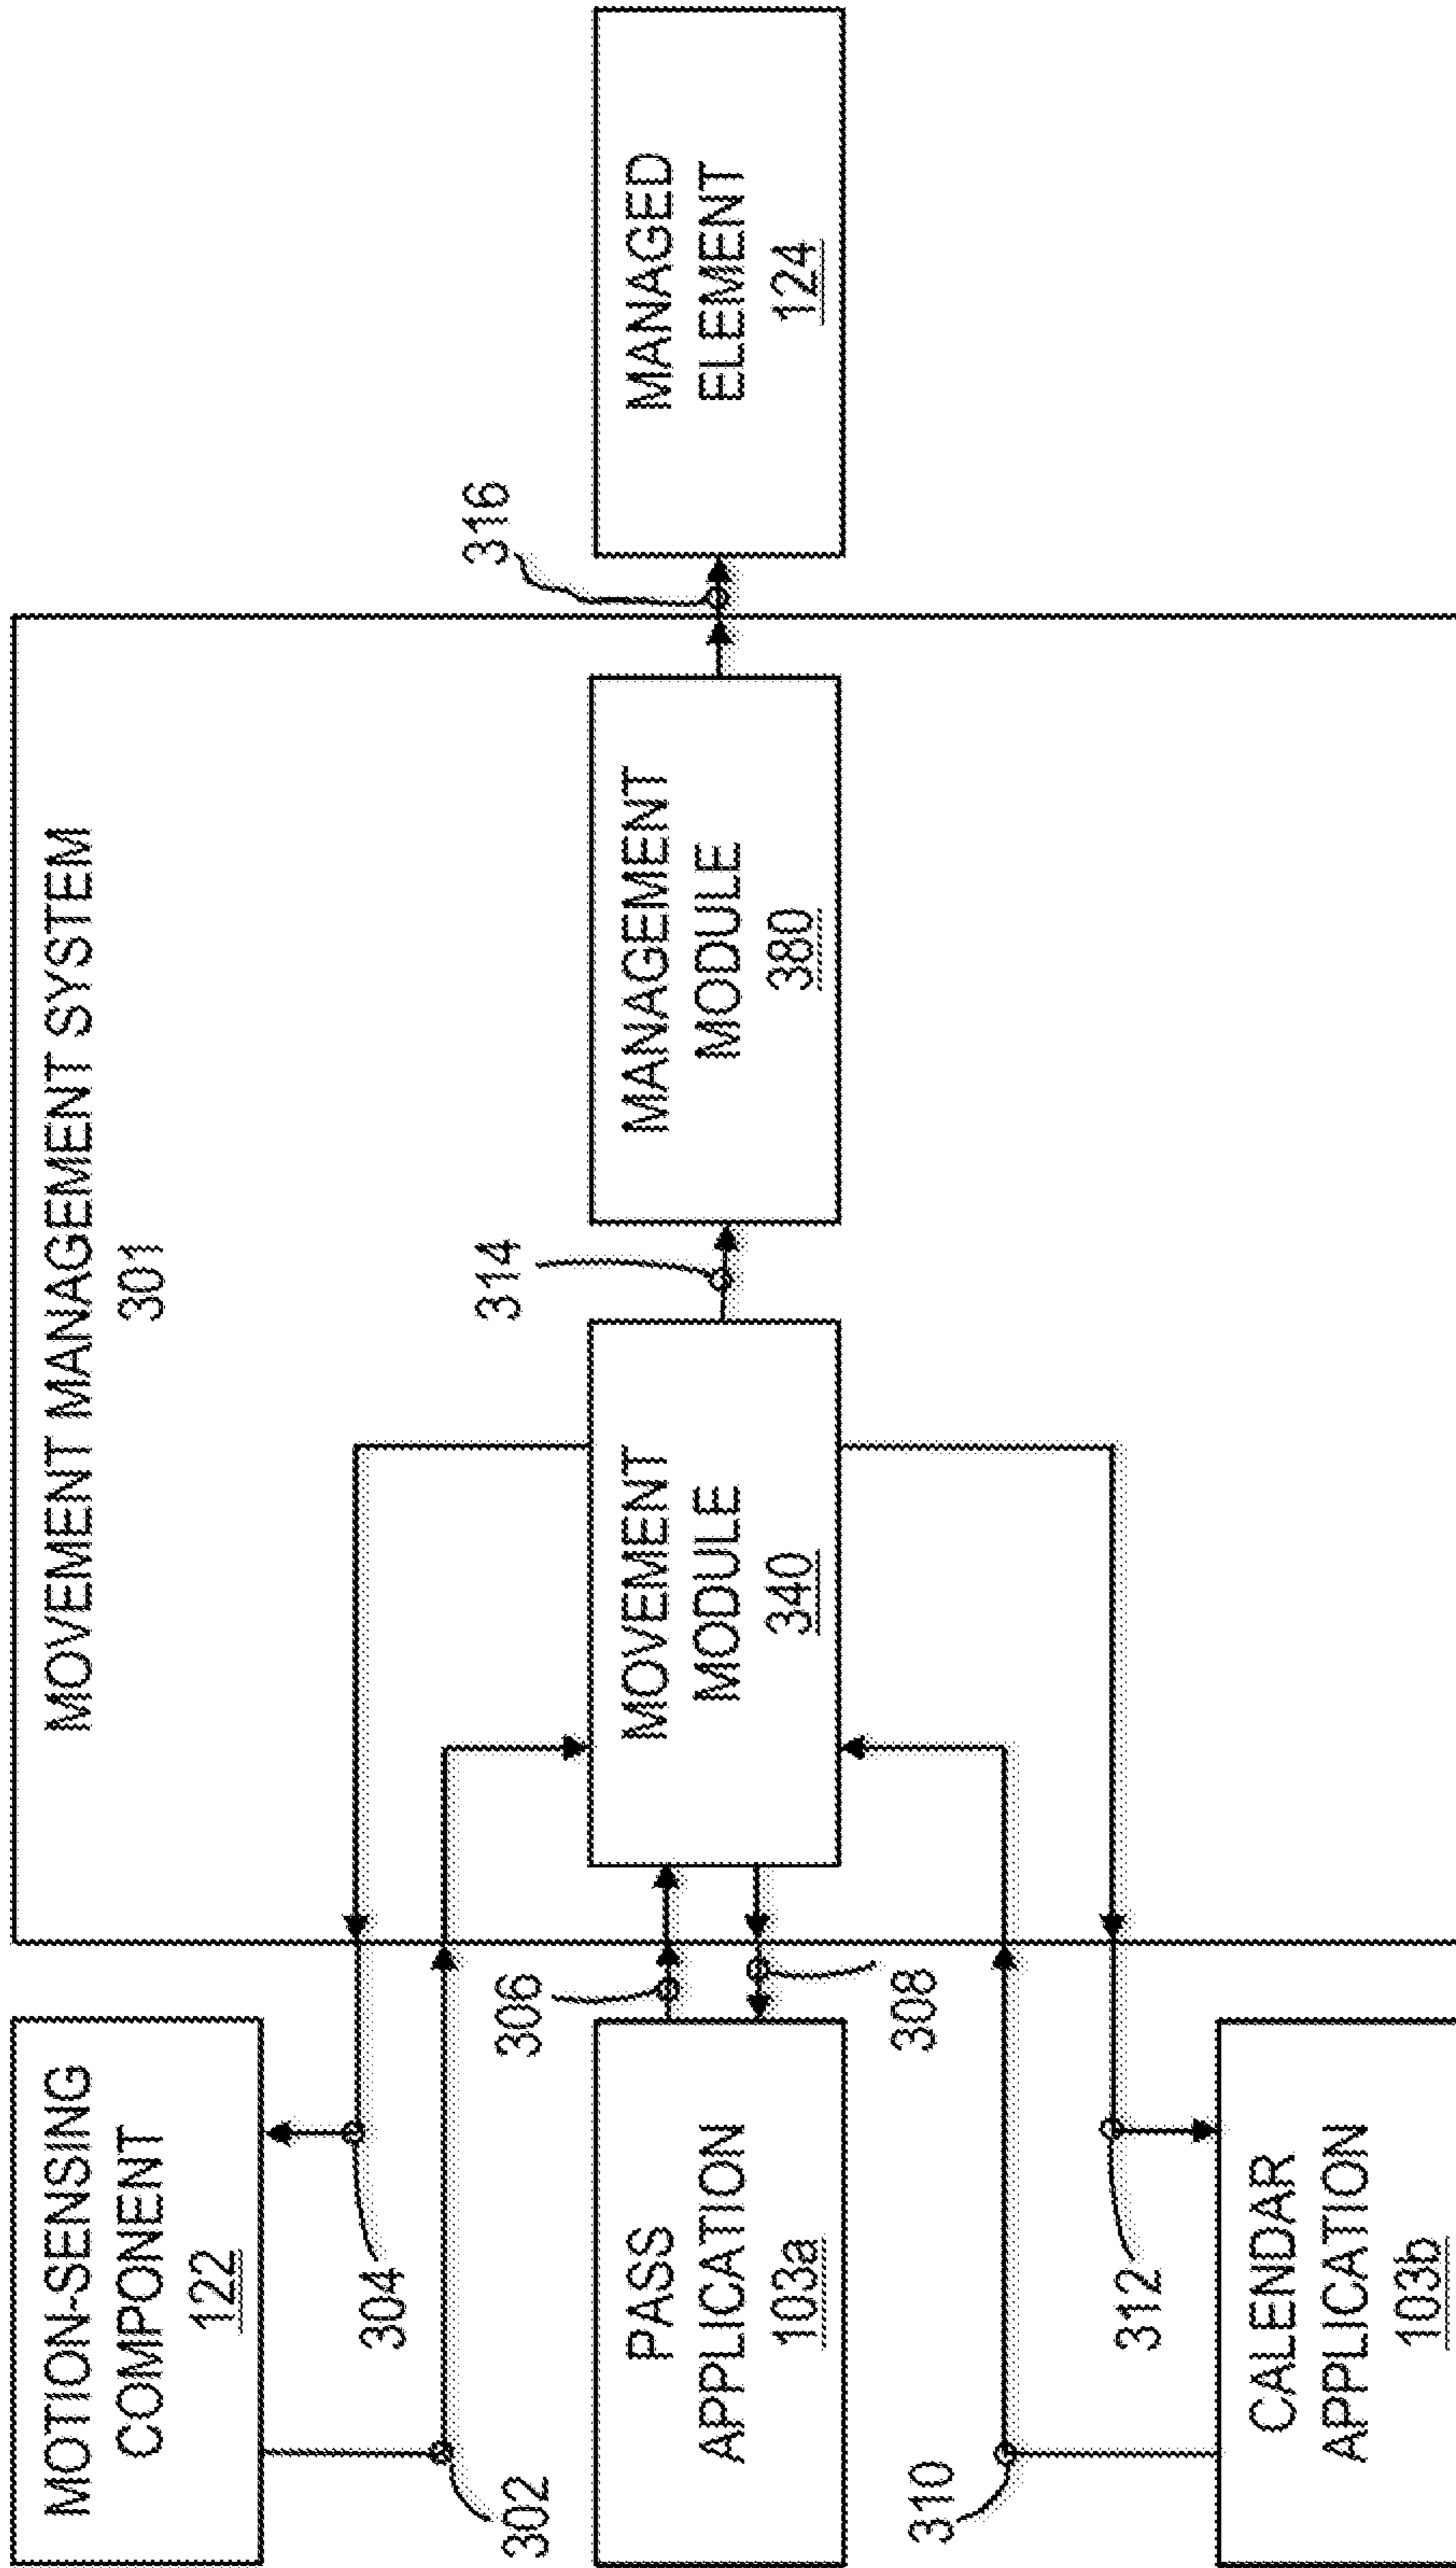 MOVEMENT MANAGEMENT SYSTEM
301
MOTION-SENSING
COMPONENT
122
304
302
306
PASS
APPLICATION
103a
308
310
312
CALENDAR
APPLICATION
103b
MOVEMENT
MODULE
340
314
MANAGEMENT
MODULE
380
316
MANAGED
ELEMENT
124